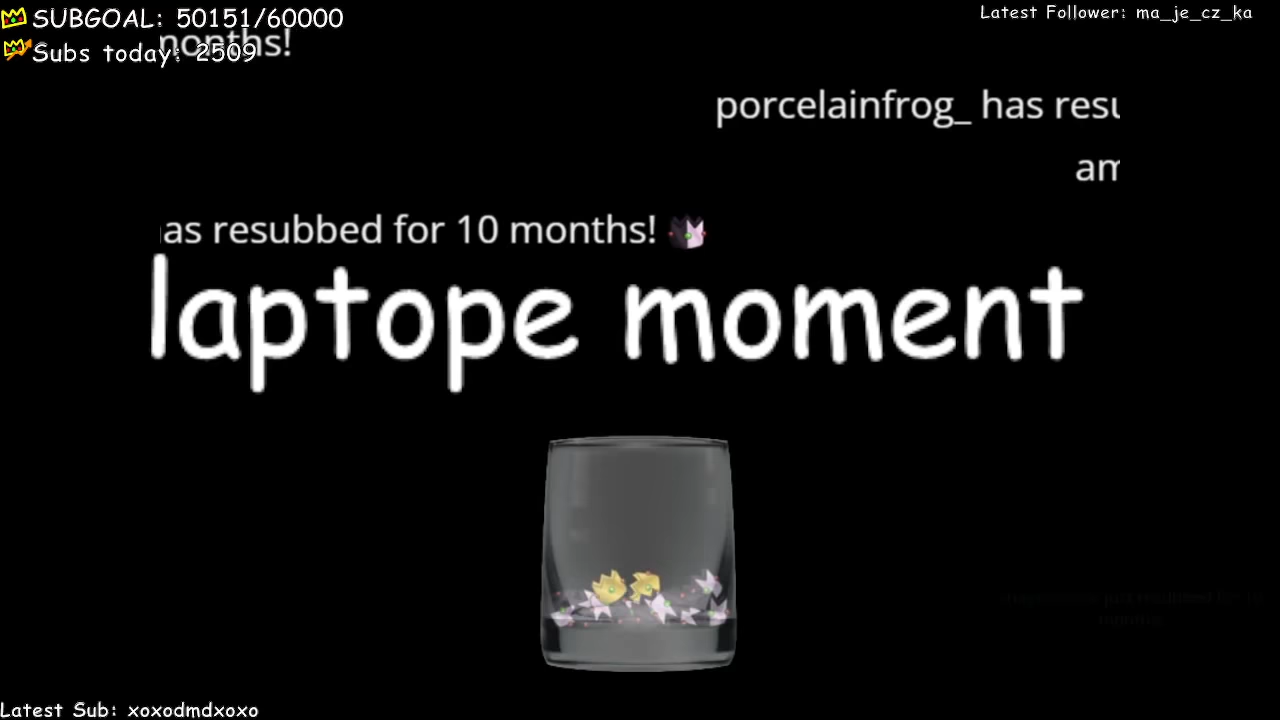 SUBGOAL: 50151/60000
Latest Follower: ma_je_cz_ka
months!
Subs today: 2509
porcelainfrog_ has resu
am
as resubbed for 10 months!
laptope moment
Latest Sub: xoxodmdxoxo